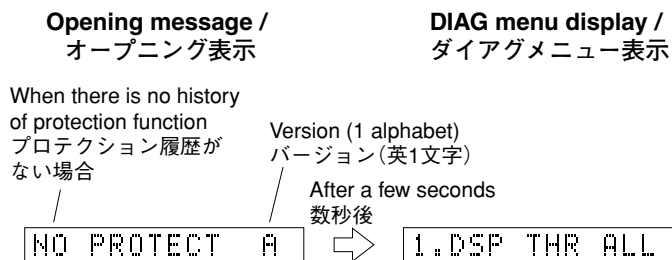 Opening message /
オープニング表示
DIAG menu display /
ダイアグメニュー表示
When there is no history
of protection function
プロテクション履歴が
ない場合
Version (1 alphabet)
バージョン（英1文字）
After a few seconds
数秒後
NO PROTECT A
1.DSP THR ALL